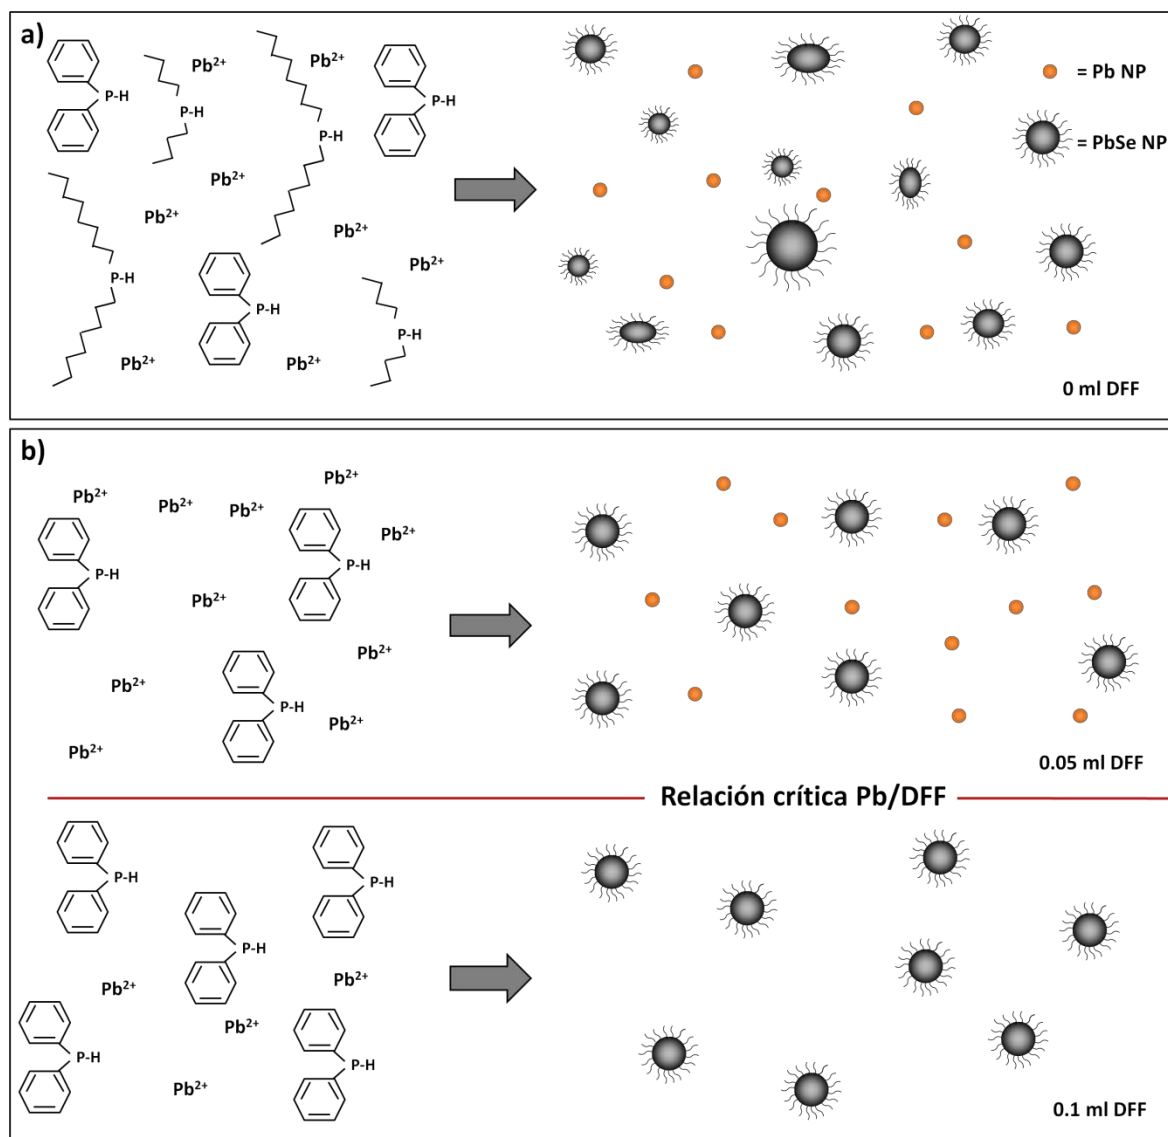 a)
Pb²⁺
Pb²⁺
P-H
P-H
P-H
P-H
= Pb NP
= PbSe NP
Pb²⁺
Pb²⁺
Pb²⁺
Pb²⁺
P-H
P-H
P-H
Pb²⁺
Pb²⁺
0 ml DFF
b)
Pb²⁺
Pb²⁺
Pb²⁺
Pb²⁺
Pb²⁺
P-H
P-H
Pb²⁺
Pb²⁺
Pb²⁺
P-H
Pb²⁺
Pb²⁺
0.05 ml DFF
Relación crítica Pb/DFF
P-H
P-H
P-H
Pb²⁺
Pb²⁺
Pb²⁺
P-H
P-H
Pb²⁺
0.1 ml DFF